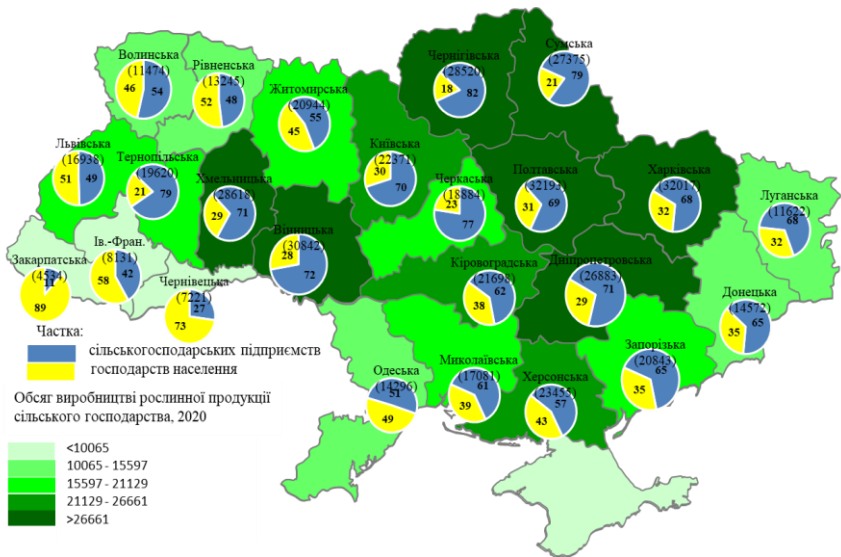 Волинська
(11474)
46
54
Рівненська
(13245)
52
48
Житомирська
(20944)
55
45
Чернігівська
(28520)
18
82
Сумська
(27375)
21
79
Львівська
(16938)
51
49
Тернопільська
(19620)
21
79
Хмельницька
(28618)
29
71
Київська
(22371)
30
70
Черкаська
(18884)
23
77
Полтавська
(32193)
31
69
Харківська
(32017)
32
68
Луганська
(11622)
68
32
Закарпатська
(4534)
11
89
Ів.-Фран.
(8131)
58
42
Чернівецька
(7221)
27
73
Вінницька
(30842)
28
72
Кіровоградська
(21698)
62
38
Дніпропетровська
(26883)
71
29
Донецька
(14572)
35
65
Одеська
(14296)
51
49
Миколаївська
(17081)
61
39
Херсонська
(23455)
57
43
Запорізька
(20843)
65
35
Частка:
сільськогосподарських підприємств
господарств населення
Обсяг виробництві рослинної продукції
сільського господарства, 2020
<10065
10065 - 15597
15597 - 21129
21129 - 26661
>26661